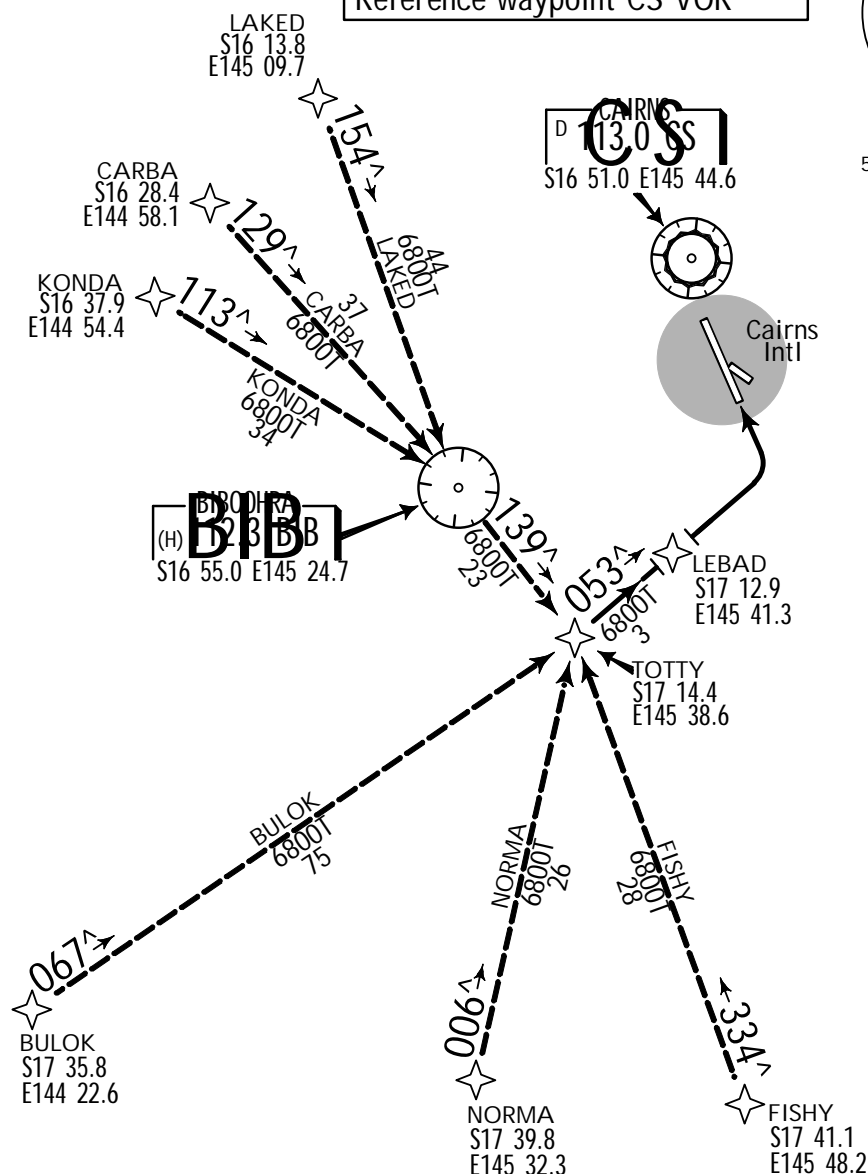 Reference waypoint CS VOR
LAKED
S16 13.8
E145 09.7
154^
44
6800T
LAKED
CARBA
S16 28.4
E144 58.1
129^
37
CARBA
6800T
KONDA
S16 37.9
E144 54.4
113^
KONDA
6800T
34
CAIRNS
D 113.0 CS
CS
S16 51.0 E145 44.6
5
Cairns
Intl
BIBOOHRA
(H) 112.3 BIB
BIB
S16 55.0 E145 24.7
139^
6800T
23
053^
6800T
3
LEBAD
S17 12.9
E145 41.3
TOTTY
S17 14.4
E145 38.6
BULOK
6800T
75
067^
BULOK
S17 35.8
E144 22.6
NORMA
6800T
26
006^
NORMA
S17 39.8
E145 32.3
FISHY
6800T
28
334^
FISHY
S17 41.1
E145 48.2